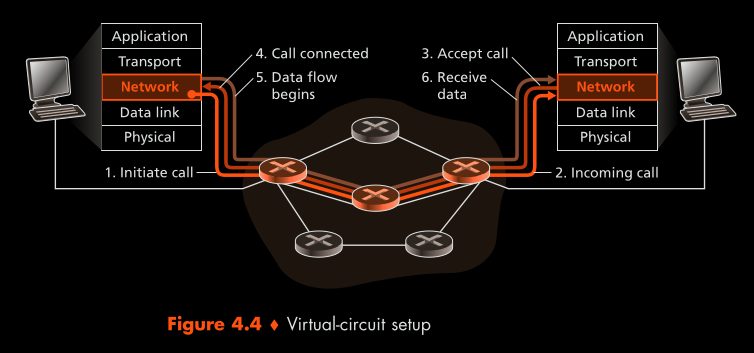 Application
Transport
Network
Data link
Physical
4. Call connected
5. Data flow
begins
3. Accept call
6. Receive
data
Application
Transport
Network
Data link
Physical
1. Initiate call
2. Incoming call
Figure 4.4 ♦ Virtual-circuit setup